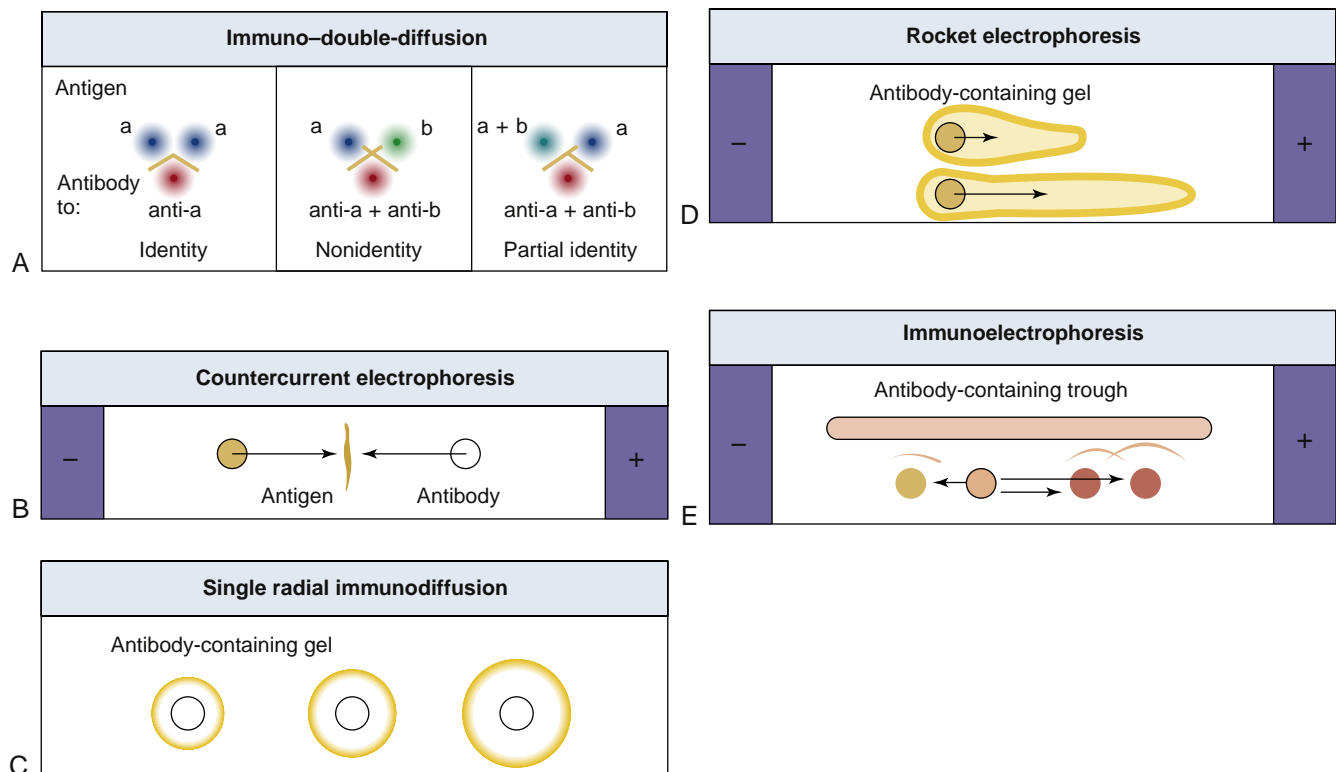 Immuno–double-diffusion
Antigen
a a
a b
a + b a
Antibody
to:
anti-a
anti-a + anti-b
anti-a + anti-b
Identity
Nonidentity
Partial identity
A
Countercurrent electrophoresis
– +
Antigen Antibody
B
Single radial immunodiffusion
Antibody-containing gel
C
Rocket electrophoresis
Antibody-containing gel
– +
D
Immunoelectrophoresis
Antibody-containing trough
– +
E